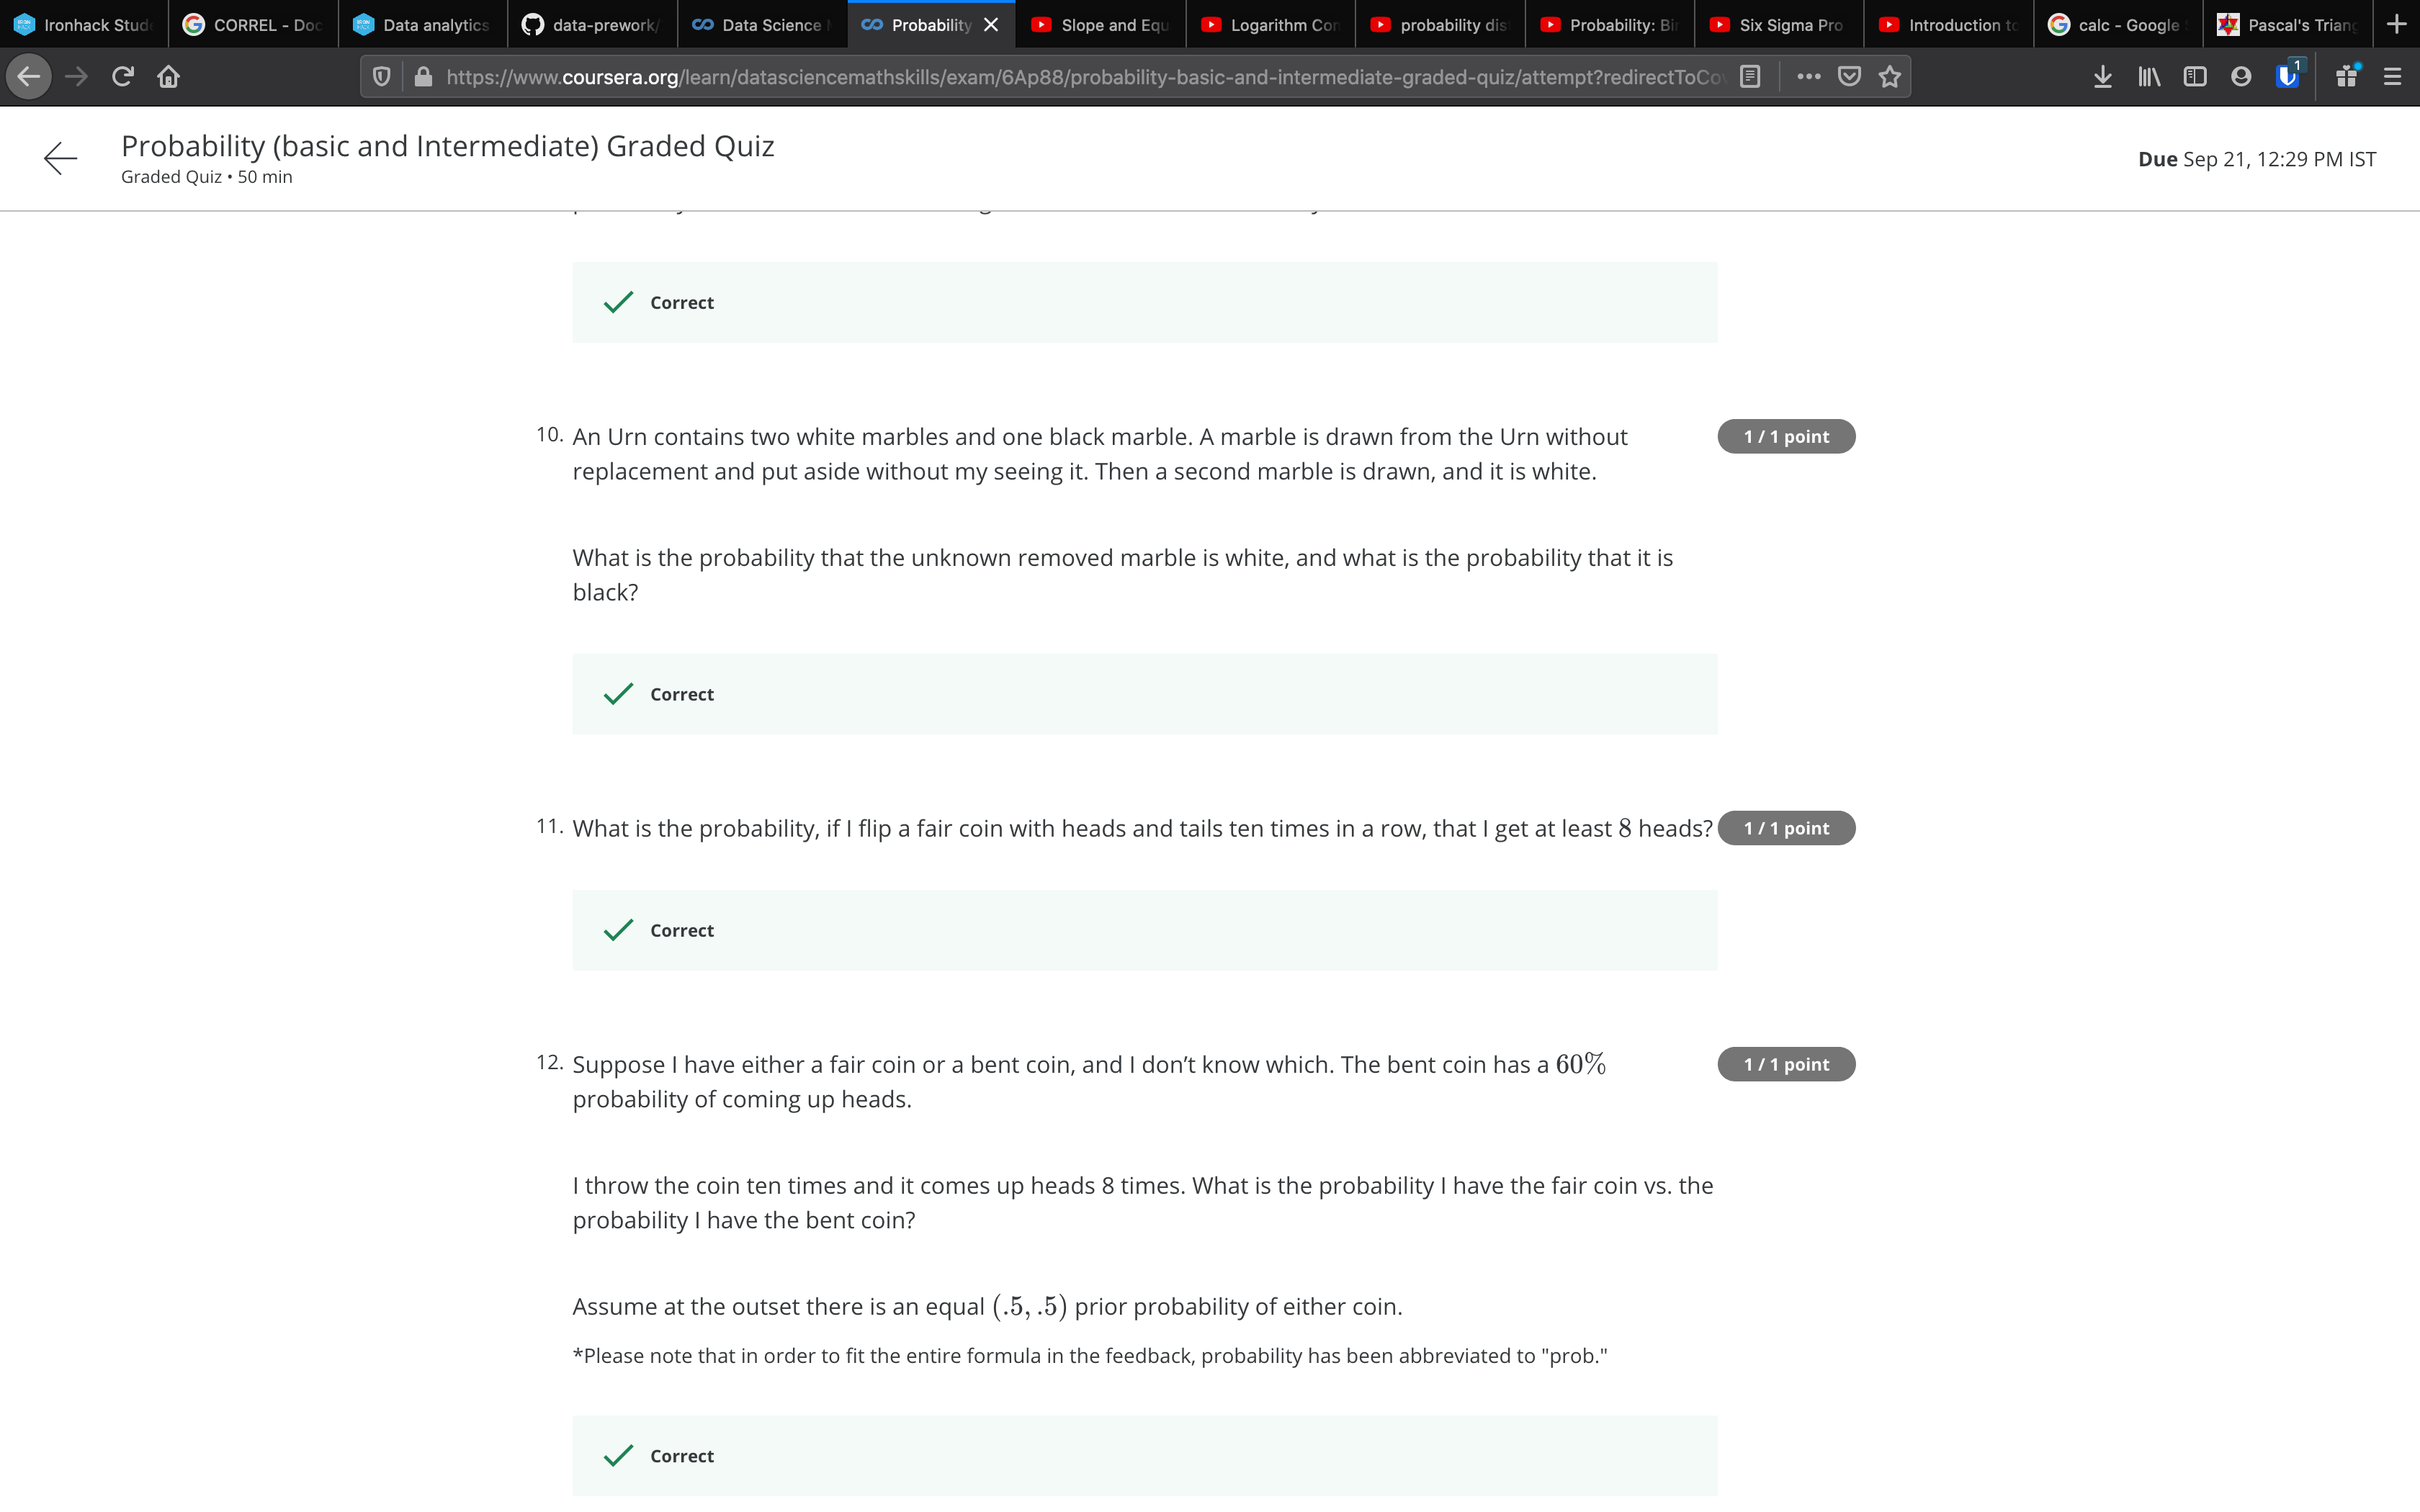 Ironhack Stud
CORREL - Doc
Data analytics
data-prework/
Data Science
Probability
Slope and Equ
Logarithm Con
probability dis
Probability: Bi
Six Sigma Pro
Introduction to
calc - Google
Pascal's Triang
https://www.coursera.org/learn/datasciencemathskills/exam/6Ap88/probability-basic-and-intermediate-graded-quiz/attempt?redirectToCo
1
Probability (basic and Intermediate) Graded Quiz
Graded Quiz • 50 min
Due Sep 21, 12:29 PM IST
Correct
10. An Urn contains two white marbles and one black marble. A marble is drawn from the Urn without
1 / 1 point
replacement and put aside without my seeing it. Then a second marble is drawn, and it is white.
What is the probability that the unknown removed marble is white, and what is the probability that it is
black?
Correct
11. What is the probability, if I flip a fair coin with heads and tails ten times in a row, that I get at least 8 heads?
1 / 1 point
Correct
12. Suppose I have either a fair coin or a bent coin, and I don’t know which. The bent coin has a 60%
1 / 1 point
probability of coming up heads.
I throw the coin ten times and it comes up heads 8 times. What is the probability I have the fair coin vs. the
probability I have the bent coin?
Assume at the outset there is an equal (.5, .5) prior probability of either coin.
*Please note that in order to fit the entire formula in the feedback, probability has been abbreviated to "prob."
Correct